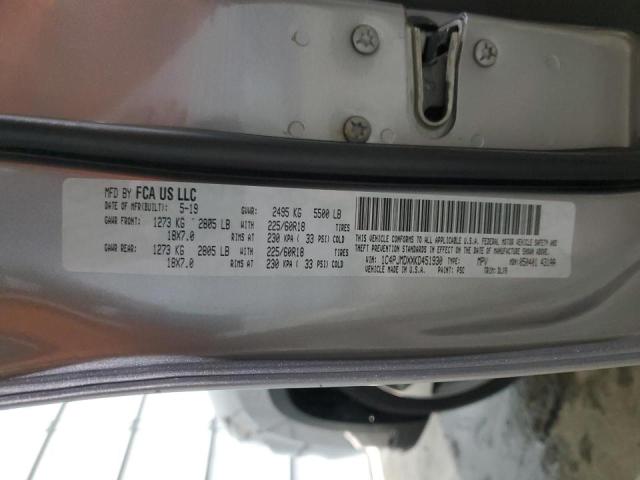 MFD BY FCA US LLC
DATE OF MFR(BUILT): 5-19 GVWR: 2495 KG 5500 LB
GAWR FRONT: 1273 KG 2805 LB WITH 225/60R18 TIRES
18X7.0 RIMS AT 230 KPA ( 33 PSI) COLD
GAWR REAR: 1273 KG 2805 LB WITH 225/60R18 TIRES
18X7.0 RIMS AT 230 KPA ( 33 PSI) COLD
THIS VEHICLE CONFORMS TO ALL APPLICABLE U.S.A. FEDERAL MOTOR VEHICLE SAFETY AND
THEFT PREVENTION STANDARDS IN EFFECT ON THE DATE OF MANUFACTURE SHOWN ABOVE.
VIN: 1C4PJMDXXKD451930 TYPE: MPV MDH: 050401 431AA
VEHICLE MADE IN U.S.A. PAINT: PSC TRIM: